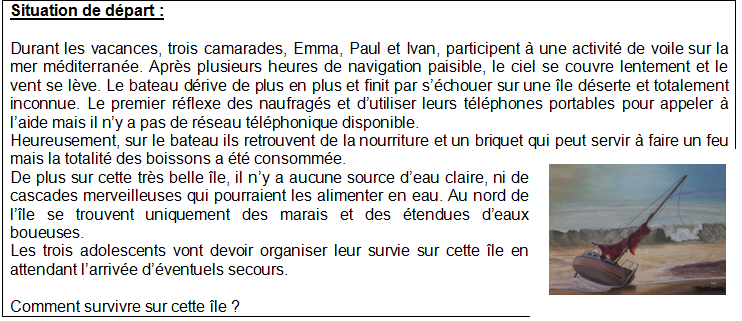 Situation de départ :
Durant les vacances, trois camarades, Emma, Paul et Ivan, participent à une activité de voile sur la
mer méditerranée. Après plusieurs heures de navigation paisible, le ciel se couvre lentement et le
vent se lève. Le bateau dérive de plus en plus et finit par s’échouer sur une île déserte et totalement
inconnue. Le premier réflexe des naufragés et d’utiliser leurs téléphones portables pour appeler à
l’aide mais il n’y a pas de réseau téléphonique disponible.
Heureusement, sur le bateau ils retrouvent de la nourriture et un briquet qui peut servir à faire un feu
mais la totalité des boissons a été consommée.
De plus sur cette très belle île, il n’y a aucune source d’eau claire, ni de
cascades merveilleuses qui pourraient les alimenter en eau. Au nord de
l’île se trouvent uniquement des marais et des étendues d’eaux
boueuses.
Les trois adolescents vont devoir organiser leur survie sur cette île en
attendant l’arrivée d’éventuels secours.
Comment survivre sur cette île ?